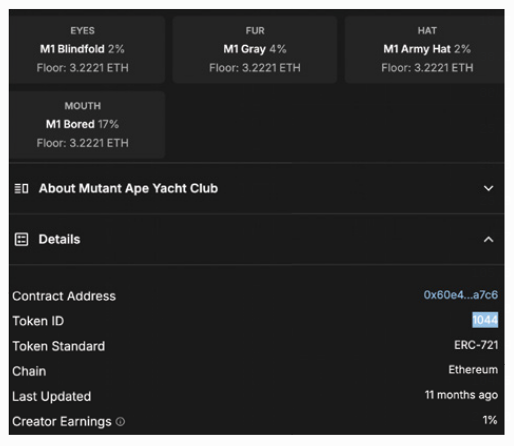 EYES
M1 Blindfold 2%
Floor: 3.2221 ETH
FUR
M1 Gray 4%
Floor: 3.2221 ETH
HAT
M1 Army Hat 2%
Floor: 3.2221 ETH
MOUTH
M1 Bored 17%
Floor: 3.2221 ETH
About Mutant Ape Yacht Club
Details
Contract Address 0x60e4...a7c6
Token ID 1044
Token Standard ERC-721
Chain Ethereum
Last Updated 11 months ago
Creator Earnings 1%